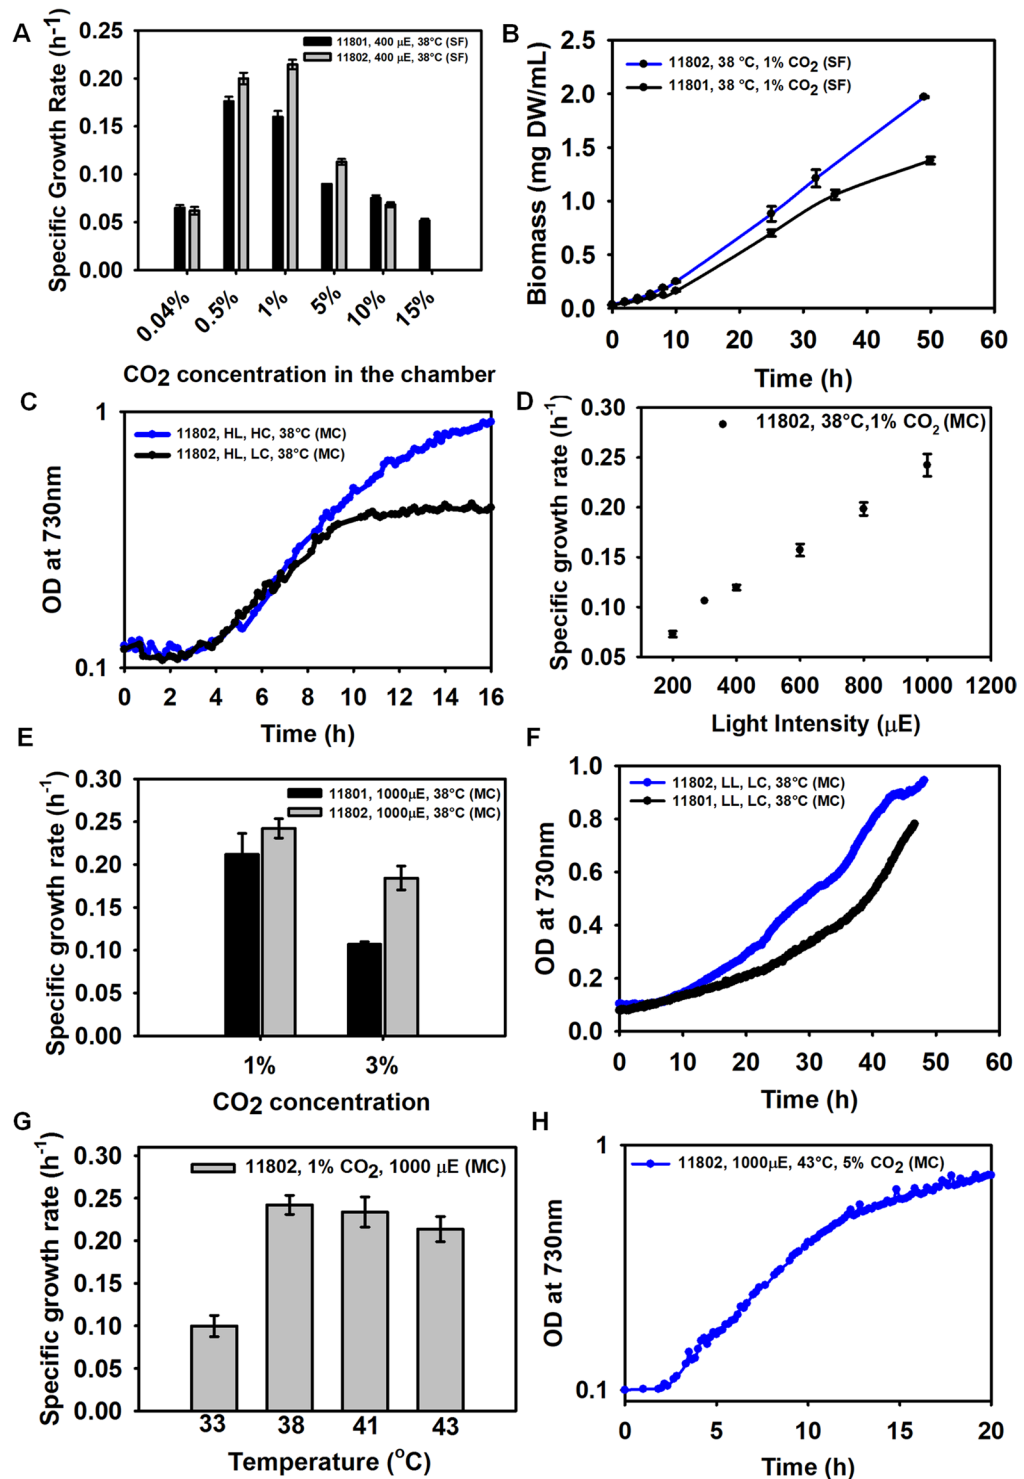 A
Specific Growth Rate (h-1)
0.25
0.20
0.15
0.10
0.05
0.00
11801, 400 µE, 38°C (SF)
11802, 400 µE, 38°C (SF)
0.04%
0.5%
1%
5%
10%
15%
CO2 concentration in the chamber
B
Biomass (mg DW/mL)
2.5
2.0
1.5
1.0
0.5
0.0
11802, 38 °C, 1% CO2 (SF)
11801, 38 °C, 1% CO2 (SF)
0 10 20 30 40 50 60
Time (h)
C
OD at 730nm
1
0.1
11802, HL, HC, 38°C (MC)
11802, HL, LC, 38°C (MC)
0 2 4 6 8 10 12 14 16
Time (h)
D
Specific growth rate (h-1)
0.30
0.25
0.20
0.15
0.10
0.05
11802, 38°C,1% CO2 (MC)
200 400 600 800 1000 1200
Light Intensity (µE)
E
Specific growth rate (h-1)
0.30
0.25
0.20
0.15
0.10
0.05
0.00
11801, 1000µE, 38°C (MC)
11802, 1000µE, 38°C (MC)
1% 3%
CO2 concentration
F
OD at 730nm
1.0
0.8
0.6
0.4
0.2
0.0
11802, LL, LC, 38°C (MC)
11801, LL, LC, 38°C (MC)
0 10 20 30 40 50 60
Time (h)
G
Specific growth rate (h-1)
0.30
0.25
0.20
0.15
0.10
0.05
0.00
11802, 1% CO2, 1000 µE (MC)
33 38 41 43
Temperature (oC)
H
OD at 730nm
1
0.1
11802, 1000µE, 43°C, 5% CO2 (MC)
0 5 10 15 20
Time (h)